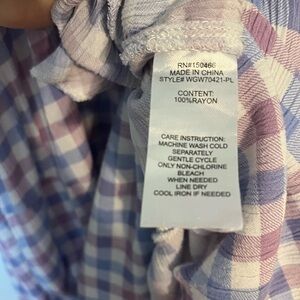 RN#150466
MADE IN CHINA
STYLE# WGW70421-PL
CONTENT:
100%RAYON
CARE INSTRUCTION:
MACHINE WASH COLD
SEPARATELY
GENTLE CYCLE
ONLY NON-CHLORINE
BLEACH
WHEN NEEDED
LINE DRY
COOL IRON IF NEEDED